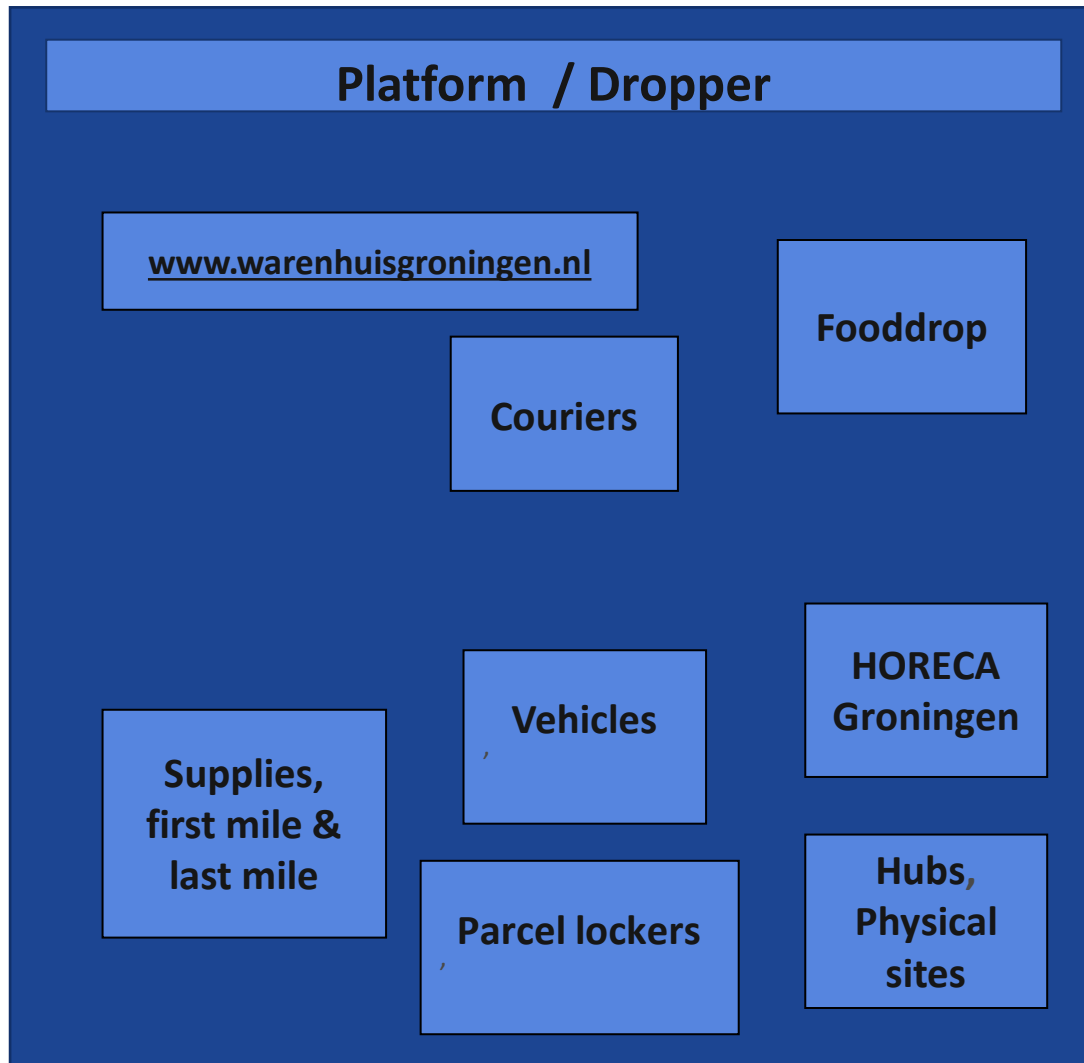 Platform / Dropper
www.warenhuisgroningen.nl
Fooddrop
Couriers
HORECA
Groningen
Vehicles
,
Supplies,
first mile &
last mile
Hubs,
Physical
sites
Parcel lockers
,